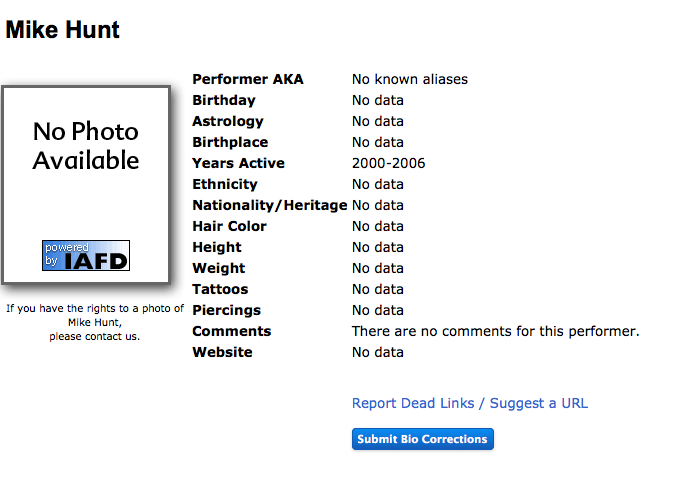 Mike Hunt
No Photo
Available
powered
by IAFD
If you have the rights to a photo of
Mike Hunt,
please contact us.
Performer AKA No known aliases
Birthday No data
Astrology No data
Birthplace No data
Years Active 2000-2006
Ethnicity No data
Nationality/Heritage No data
Hair Color No data
Height No data
Weight No data
Tattoos No data
Piercings No data
Comments There are no comments for this performer.
Website No data
Report Dead Links / Suggest a URL
Submit Bio Corrections